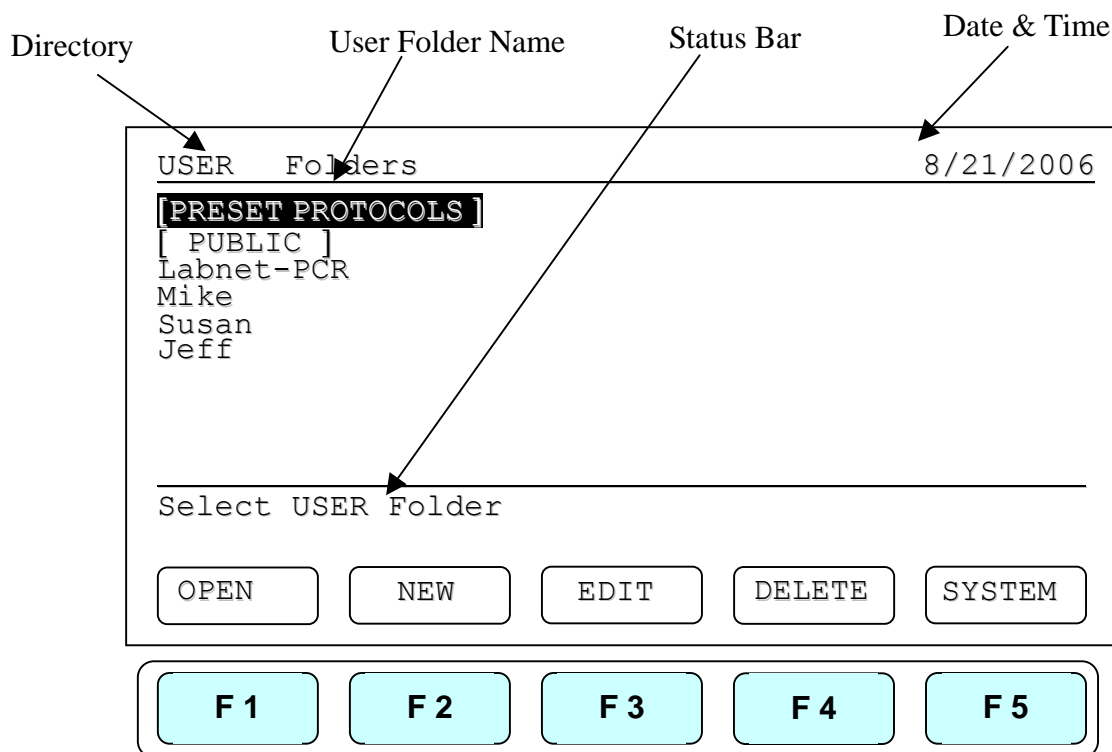 Directory User Folder Name Status Bar Date & Time
USER Folders 8/21/2006
[PRESET PROTOCOLS ]
[ PUBLIC ]
Labnet-PCR
Mike
Susan
Jeff
Select USER Folder
OPEN NEW EDIT DELETE SYSTEM
F 1 F 2 F 3 F 4 F 5